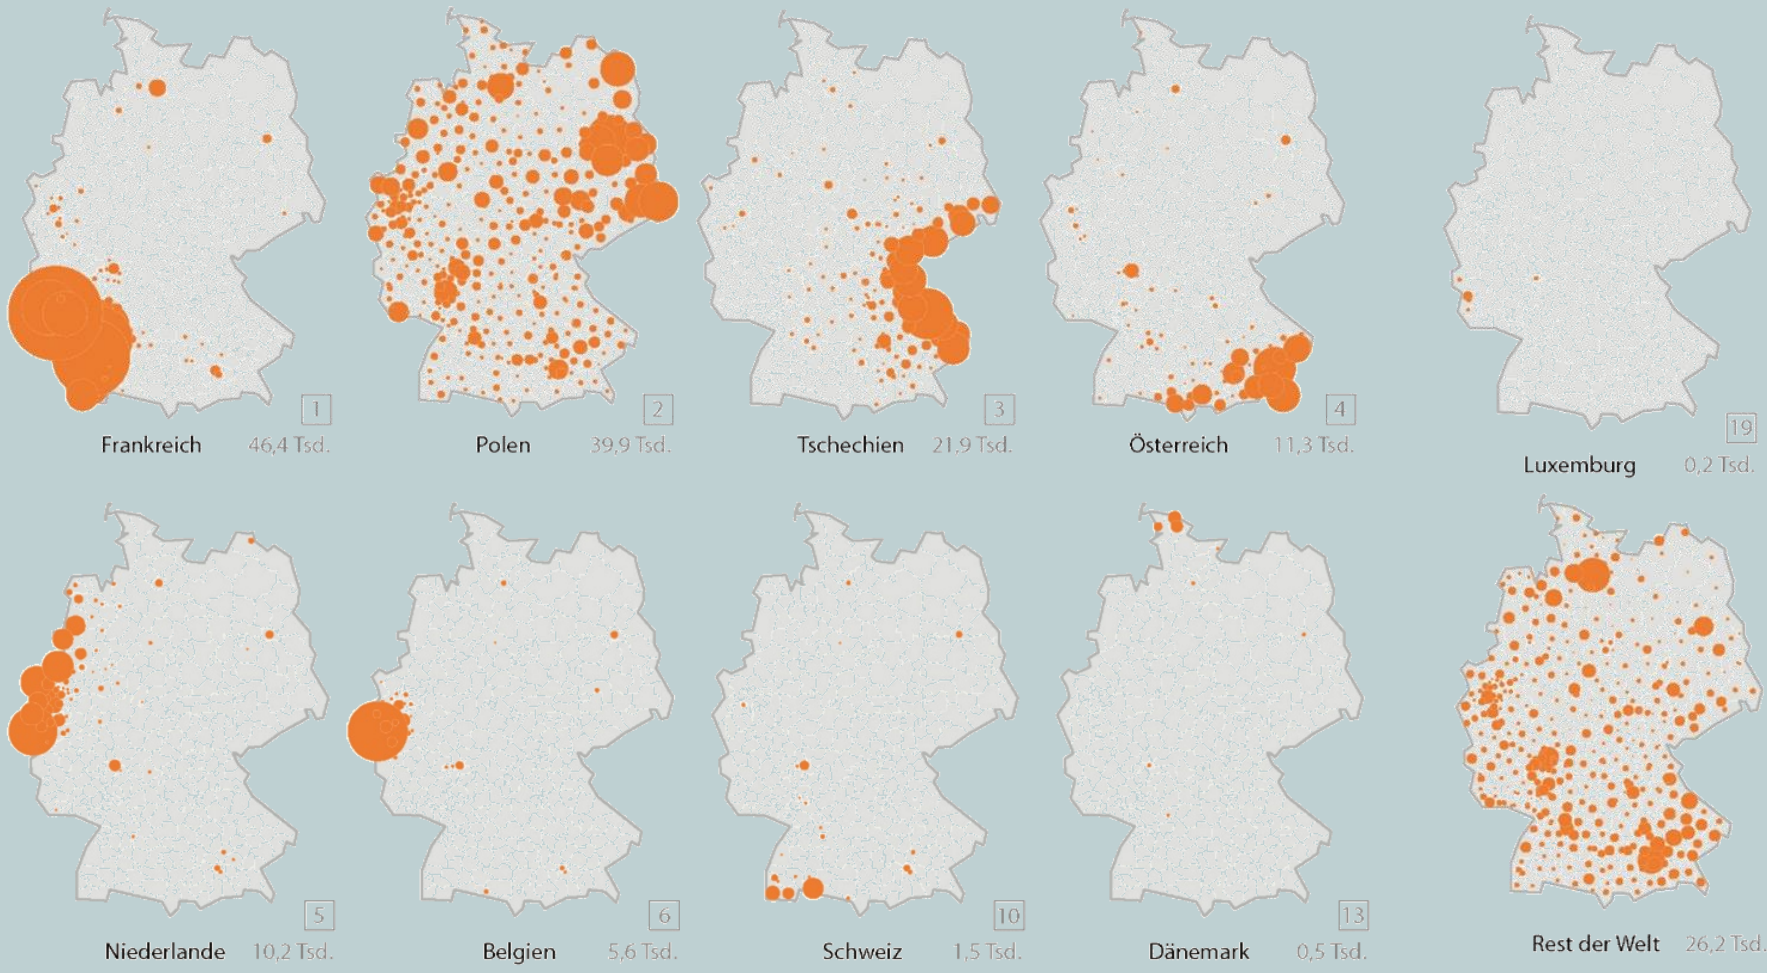 1
Frankreich 46,4 Tsd.
2
Polen 39,9 Tsd.
3
Tschechien 21,9 Tsd.
4
Österreich 11,3 Tsd.
19
Luxemburg 0,2 Tsd.
5
Niederlande 10,2 Tsd.
6
Belgien 5,6 Tsd.
10
Schweiz 1,5 Tsd.
13
Dänemark 0,5 Tsd.
Rest der Welt 26,2 Tsd.